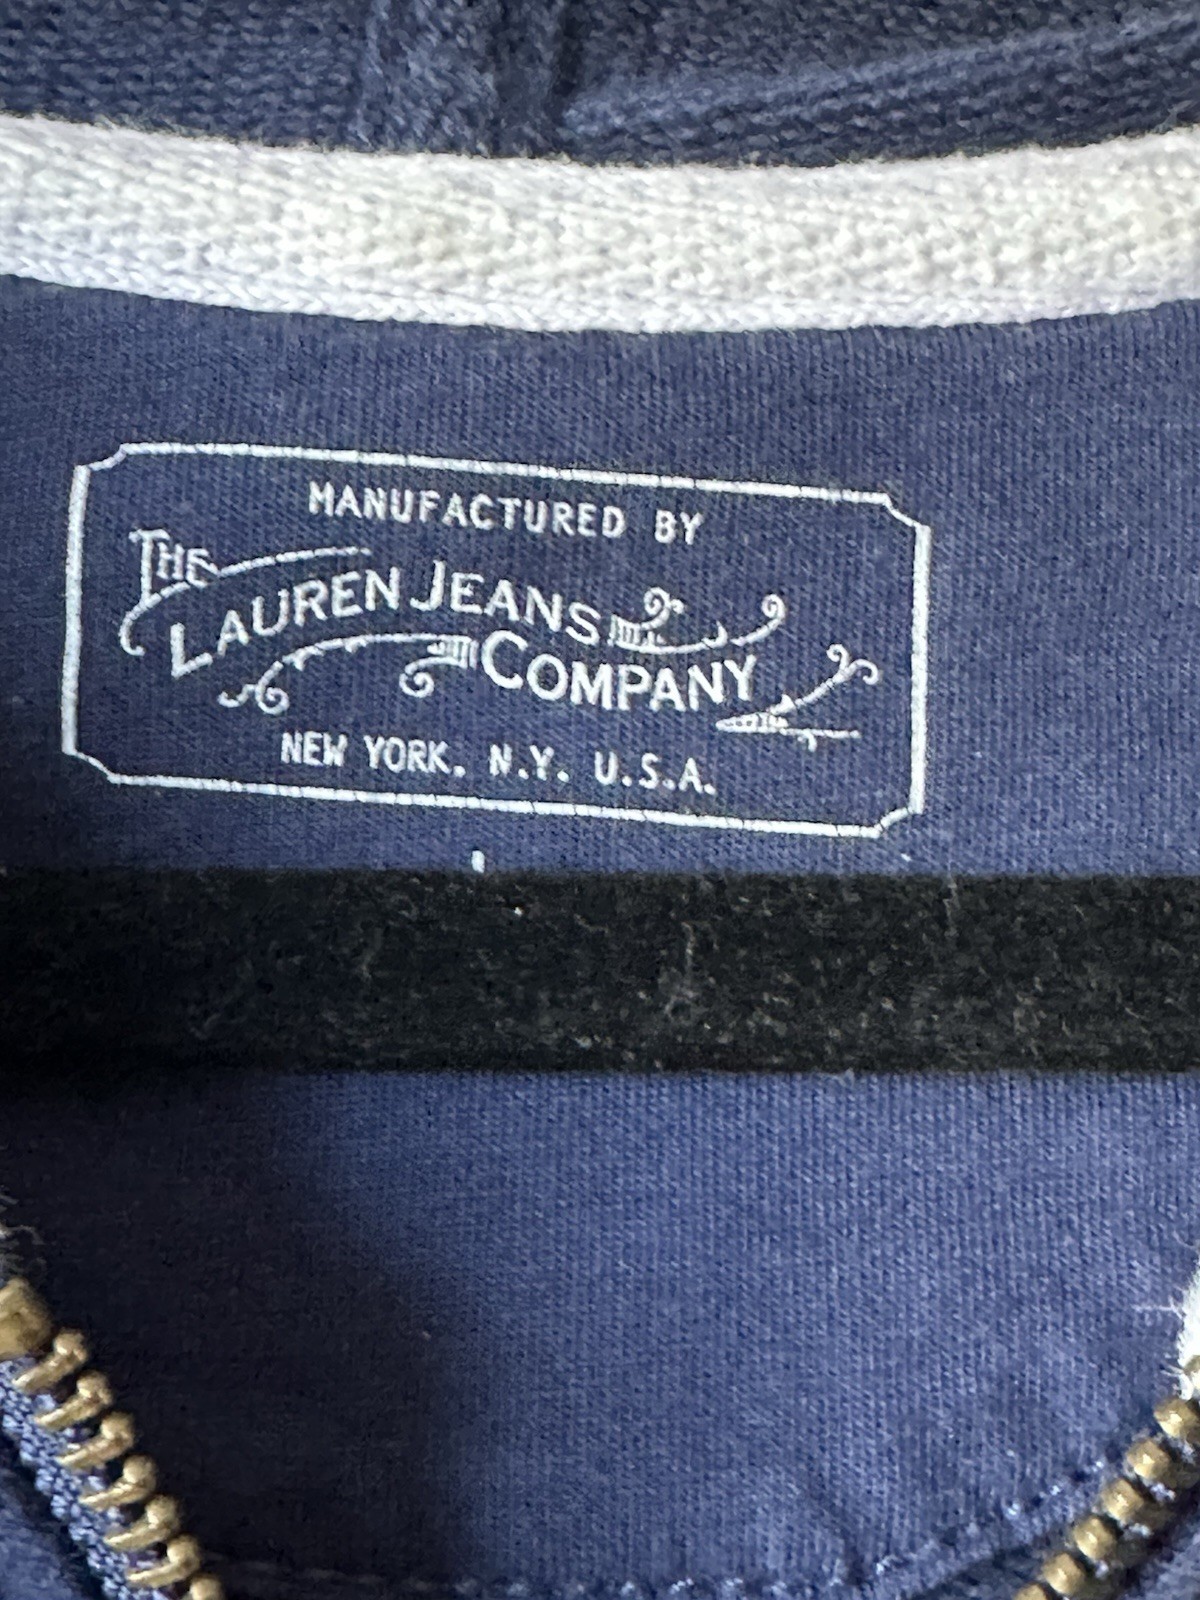 MANUFACTURED BY
THE
LAUREN JEANS
COMPANY
NEW YORK, N.Y. U.S.A.